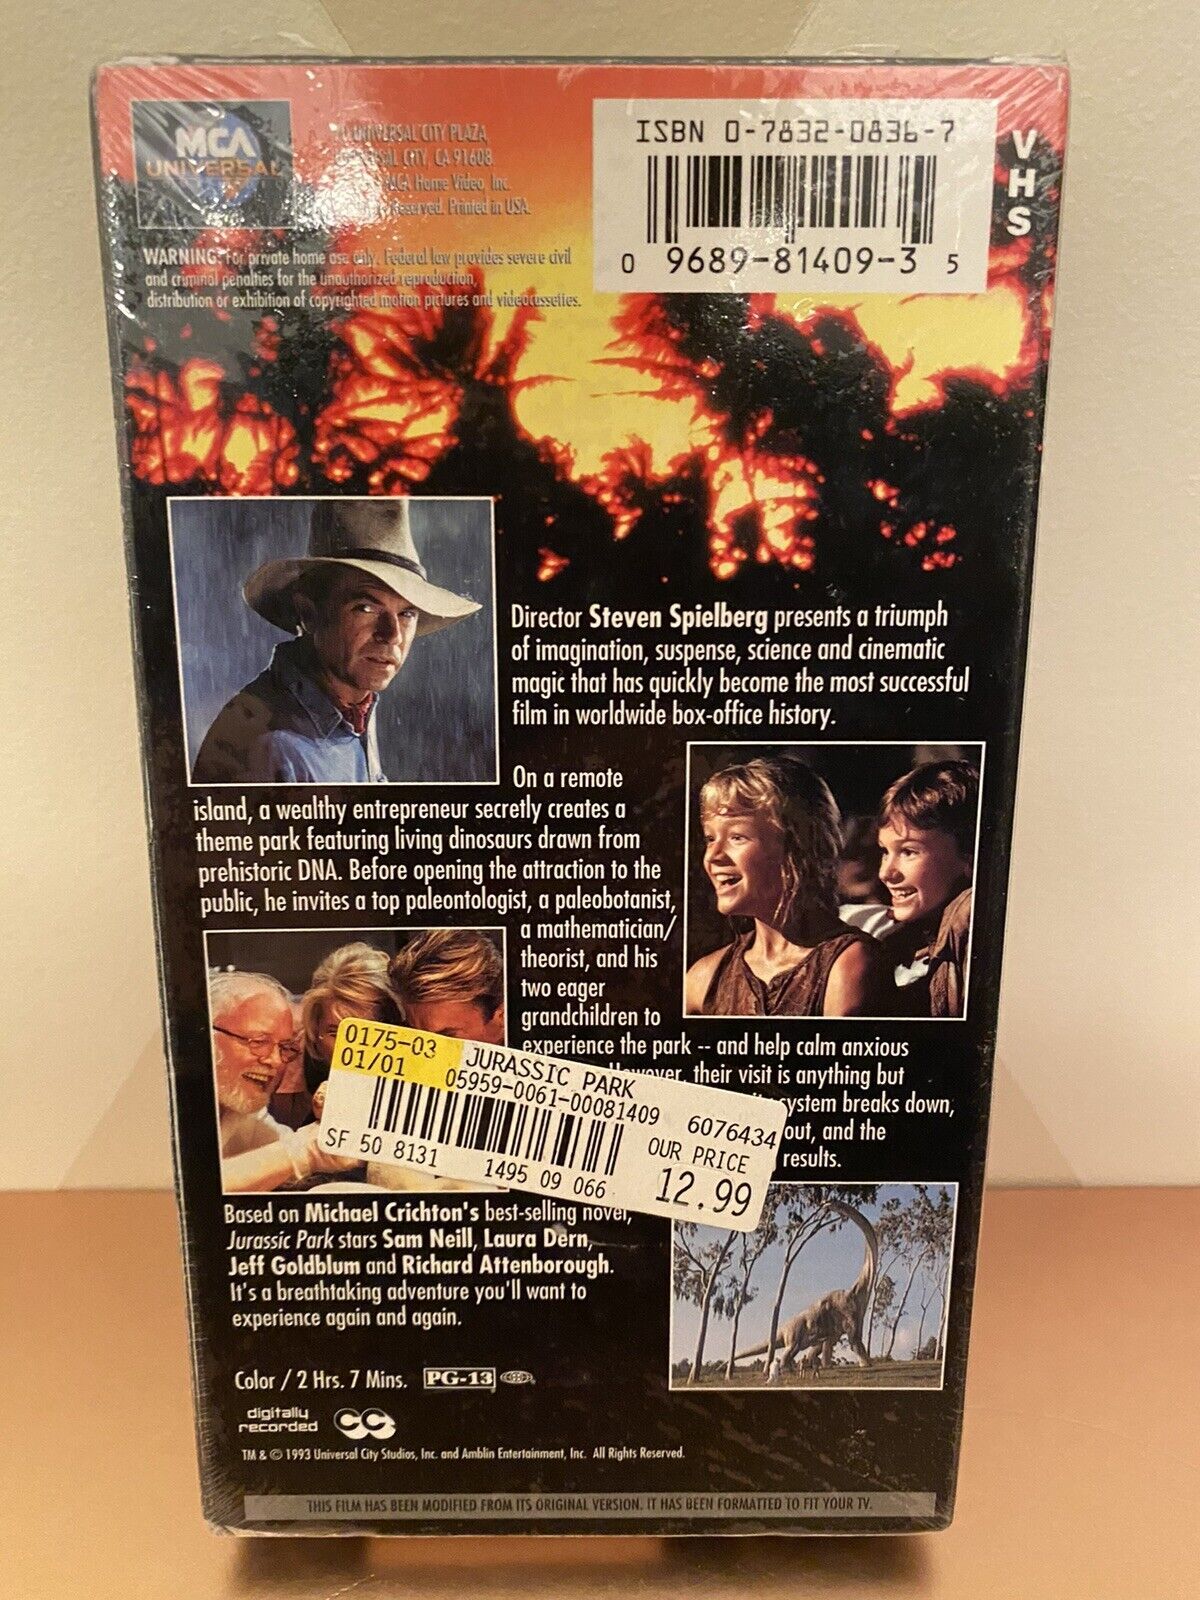 MCA
UNIVERSAL
UNIVERSAL CITY PLAZA
CITY, CA 91608
MCA Home Video, Inc.
Reserved. Printed in USA.
WARNING: For private home use only. Federal law provides severe civil
and criminal penalties for the unauthorized reproduction,
distribution or exhibition of copyrighted motion pictures and videocassettes.
ISBN 0-7832-0836-7
0 9689-81409-3 5
VHS
Director Steven Spielberg presents a triumph
of imagination, suspense, science and cinematic
magic that has quickly become the most successful
film in worldwide box-office history.
On a remote
island, a wealthy entrepreneur secretly creates a
theme park featuring living dinosaurs drawn from
prehistoric DNA. Before opening the attraction to the
public, he invites a top paleontologist, a paleobotanist,
a mathematician/
theorist, and his
two eager
grandchildren to
experience the park -- and help calm anxious
However, their visit is anything but
system breaks down,
out, and the
results.
0175-03 JURASSIC PARK
01/01 05959-0061-00081409 6076434
SF 50 8131 1495 09 066
OUR PRICE
12.99
Based on Michael Crichton's best-selling novel,
Jurassic Park stars Sam Neill, Laura Dern,
Jeff Goldblum and Richard Attenborough.
It's a breathtaking adventure you'll want to
experience again and again.
Color / 2 Hrs. 7 Mins. PG-13
digitally
recorded CC
TM & © 1993 Universal City Studios, Inc. and Amblin Entertainment, Inc. All Rights Reserved.
THIS FILM HAS BEEN MODIFIED FROM ITS ORIGINAL VERSION. IT HAS BEEN FORMATTED TO FIT YOUR TV.